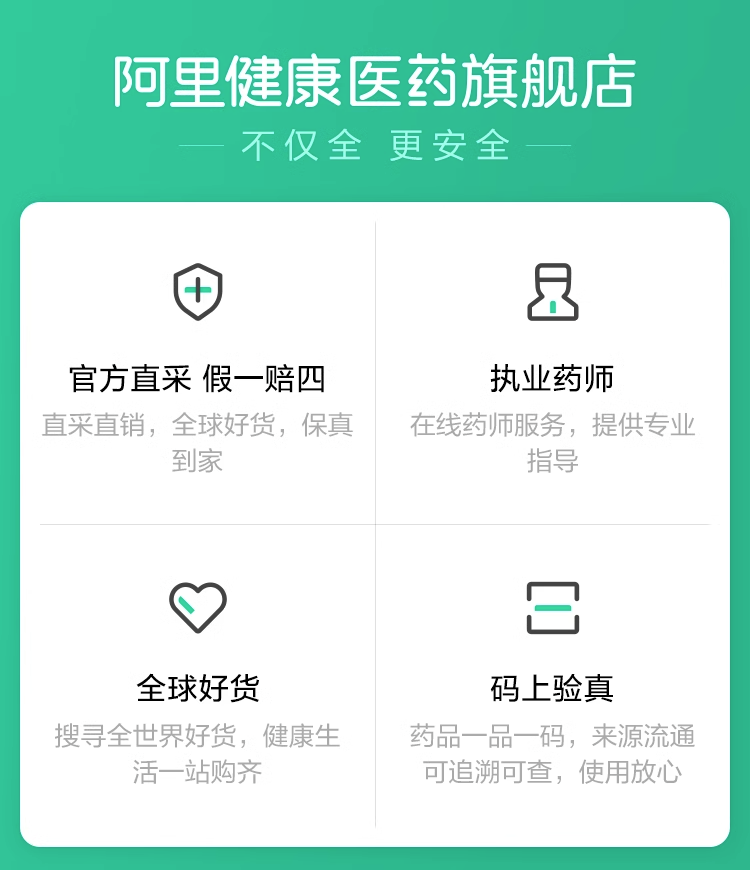 阿里健康医药旗舰店
不仅全 更安全
官方直采 假一赔四
直采直销，全球好货，保真
到家
执业药师
在线药师服务，提供专业
指导
全球好货
搜寻全世界好货，健康生
活一站购齐
码上验真
药品一品一码，来源流通
可追溯可查，使用放心